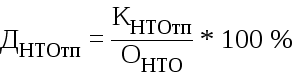 Д_НТОтп = К_НТОтп / О_НТО * 100 %